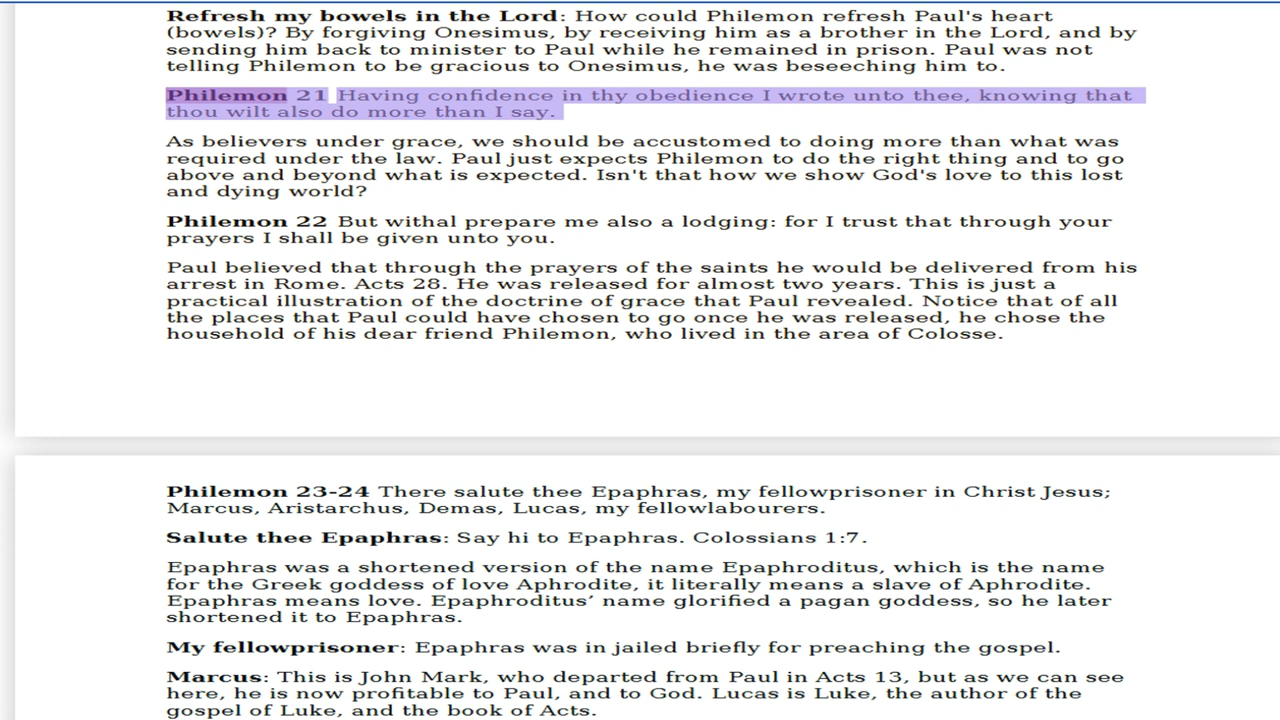 Refresh my bowels in the Lord: How could Philemon refresh Paul's heart
(bowels)? By forgiving Onesimus, by receiving him as a brother in the Lord, and by
sending him back to minister to Paul while he remained in prison. Paul was not
telling Philemon to be gracious to Onesimus, he was beseeching him to.
Philemon 21 Having confidence in thy obedience I wrote unto thee, knowing that
thou wilt also do more than I say.
As believers under grace, we should be accustomed to doing more than what was
required under the law. Paul just expects Philemon to do the right thing and to go
above and beyond what is expected. Isn't that how we show God's love to this lost
and dying world?
Philemon 22 But withal prepare me also a lodging: for I trust that through your
prayers I shall be given unto you.
Paul believed that through the prayers of the saints he would be delivered from his
arrest in Rome. Acts 28. He was released for almost two years. This is just a
practical illustration of the doctrine of grace that Paul revealed. Notice that of all
the places that Paul could have chosen to go once he was released, he chose the
household of his dear friend Philemon, who lived in the area of Colosse.
Philemon 23-24 There salute thee Epaphras, my fellowprisoner in Christ Jesus;
Marcus, Aristarchus, Demas, Lucas, my fellowlabourers.
Salute thee Epaphras: Say hi to Epaphras. Colossians 1:7.
Epaphras was a shortened version of the name Epaphroditus, which is the name
for the Greek goddess of love Aphrodite, it literally means a slave of Aphrodite.
Epaphras means love. Epaphroditus’ name glorified a pagan goddess, so he later
shortened it to Epaphras.
My fellowprisoner: Epaphras was in jailed briefly for preaching the gospel.
Marcus: This is John Mark, who departed from Paul in Acts 13, but as we can see
here, he is now profitable to Paul, and to God. Lucas is Luke, the author of the
gospel of Luke, and the book of Acts.